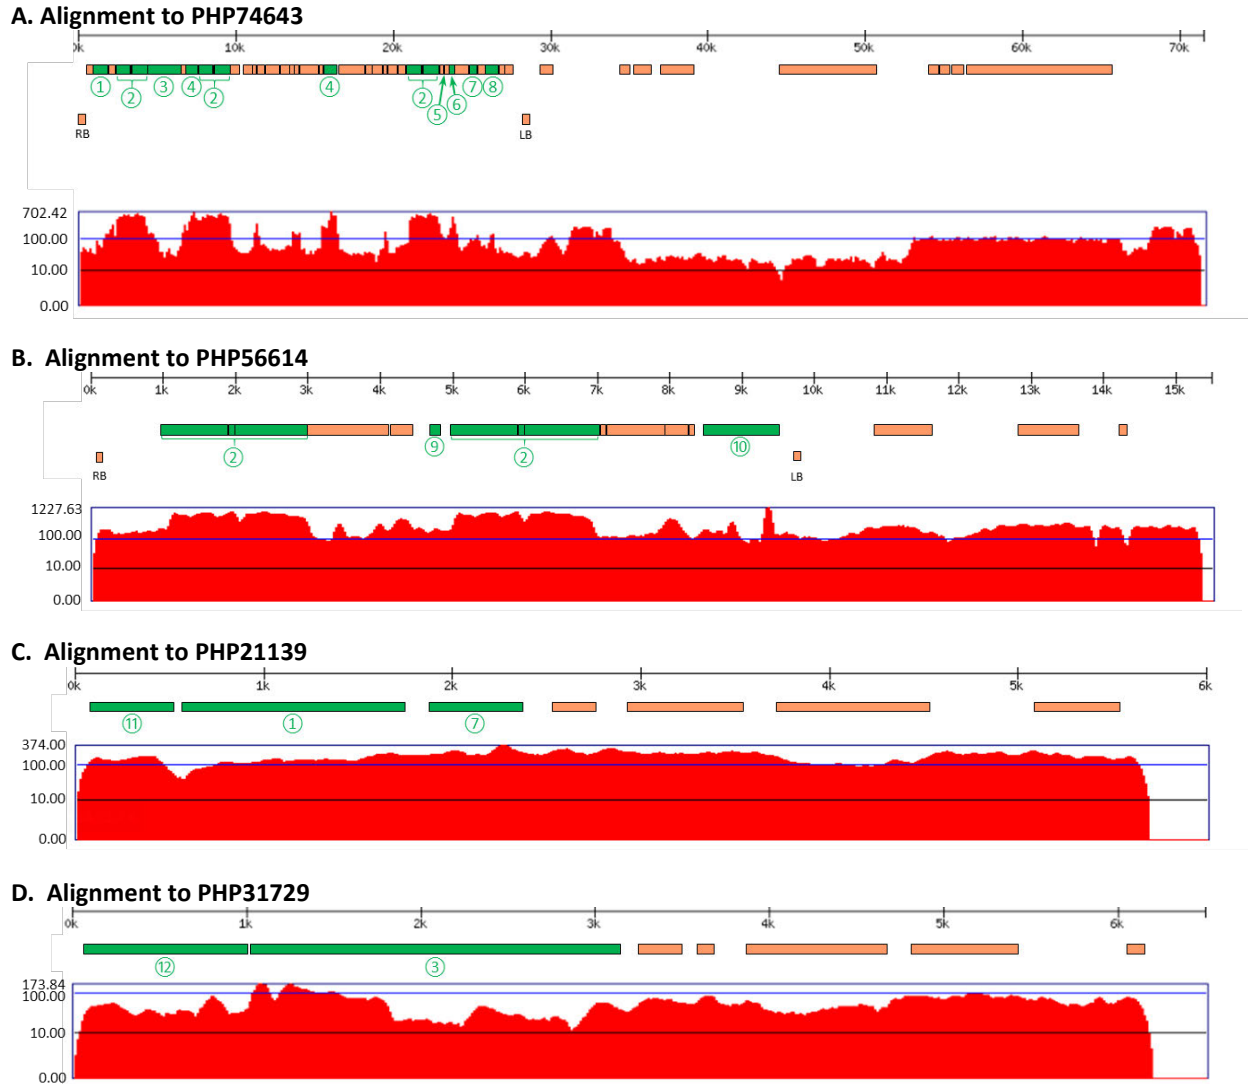 A. Alignment to PHP74643
0k 10k 20k 30k 40k 50k 60k 70k
1 2 3 4 2 4 2 5 6 7 8
RB LB
702.42
100.00
10.00
0.00
B. Alignment to PHP56614
0k 1k 2k 3k 4k 5k 6k 7k 8k 9k 10k 11k 12k 13k 14k 15k
2 9 2 10
RB LB
1227.63
100.00
10.00
0.00
C. Alignment to PHP21139
0k 1k 2k 3k 4k 5k 6k
11 1 7
374.00
100.00
10.00
0.00
D. Alignment to PHP31729
0k 1k 2k 3k 4k 5k 6k
12 3
173.84
100.00
10.00
0.00